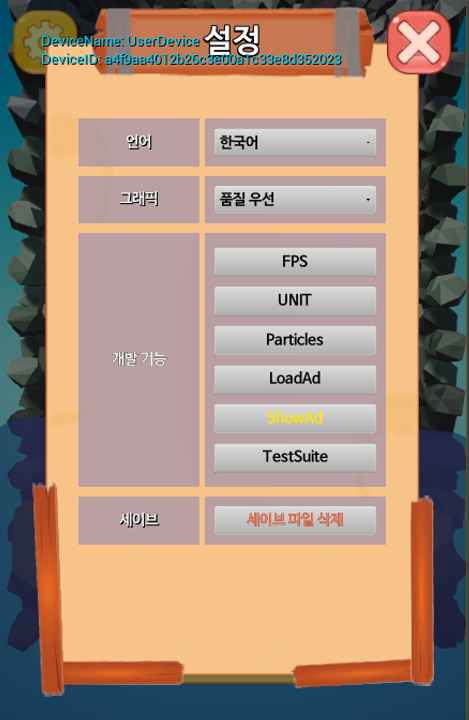 설정
DeviceName: UserDevice
DeviceID: a4f9aa4012b26c3e00a1c33e8d352023
언어
한국어
그래픽
품질 우선
개발 기능
FPS
UNIT
Particles
LoadAd
ShowAd
TestSuite
세이브
세이브 파일 삭제